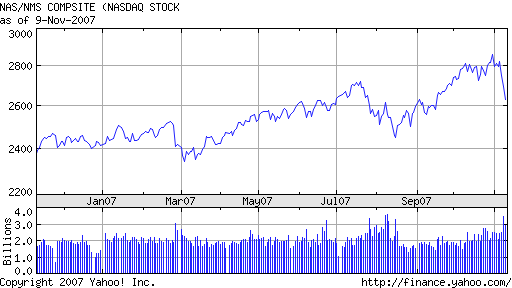 NAS/NMS COMPSITE (NASDAQ STOCK
as of 9-Nov-2007
3000
2800
2600
2400
2200
Jan07 Mar07 May07 Jul07 Sep07
4.0
3.0
2.0
1.0
0.0
Billions
Copyright 2007 Yahoo! Inc. http://finance.yahoo.com/